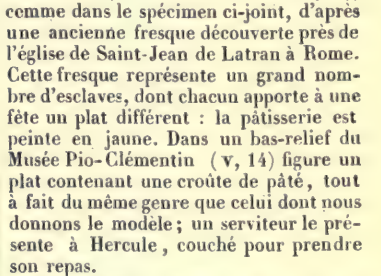 comme dans le spécimen ci-joint, d'après
une ancienne fresque découverte près de
l'église de Saint-Jean de Latran à Rome.
Cette fresque représente un grand nom-
bre d'esclaves, dont chacun apporte à une
fête un plat différent : la pâtisserie est
peinte en jaune. Dans un bas-relief du
Musée Pio-Clémentin (v, 14) figure un
plat contenant une croûte de pâté, tout
à fait du même genre que celui dont nous
donnons le modèle; un serviteur le pré-
sente à Hercule, couché pour prendre
son repas.